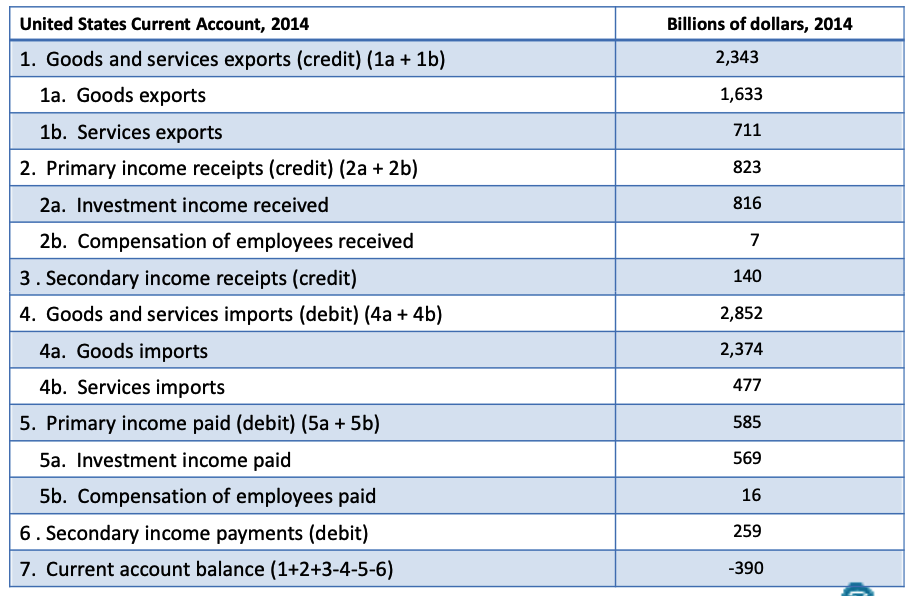 United States Current Account, 2014 Billions of dollars, 2014
1. Goods and services exports (credit) (1a + 1b) 2,343
1a. Goods exports 1,633
1b. Services exports 711
2. Primary income receipts (credit) (2a + 2b) 823
2a. Investment income received 816
2b. Compensation of employees received 7
3 . Secondary income receipts (credit) 140
4. Goods and services imports (debit) (4a + 4b) 2,852
4a. Goods imports 2,374
4b. Services imports 477
5. Primary income paid (debit) (5a + 5b) 585
5a. Investment income paid 569
5b. Compensation of employees paid 16
6 . Secondary income payments (debit) 259
7. Current account balance (1+2+3-4-5-6) -390